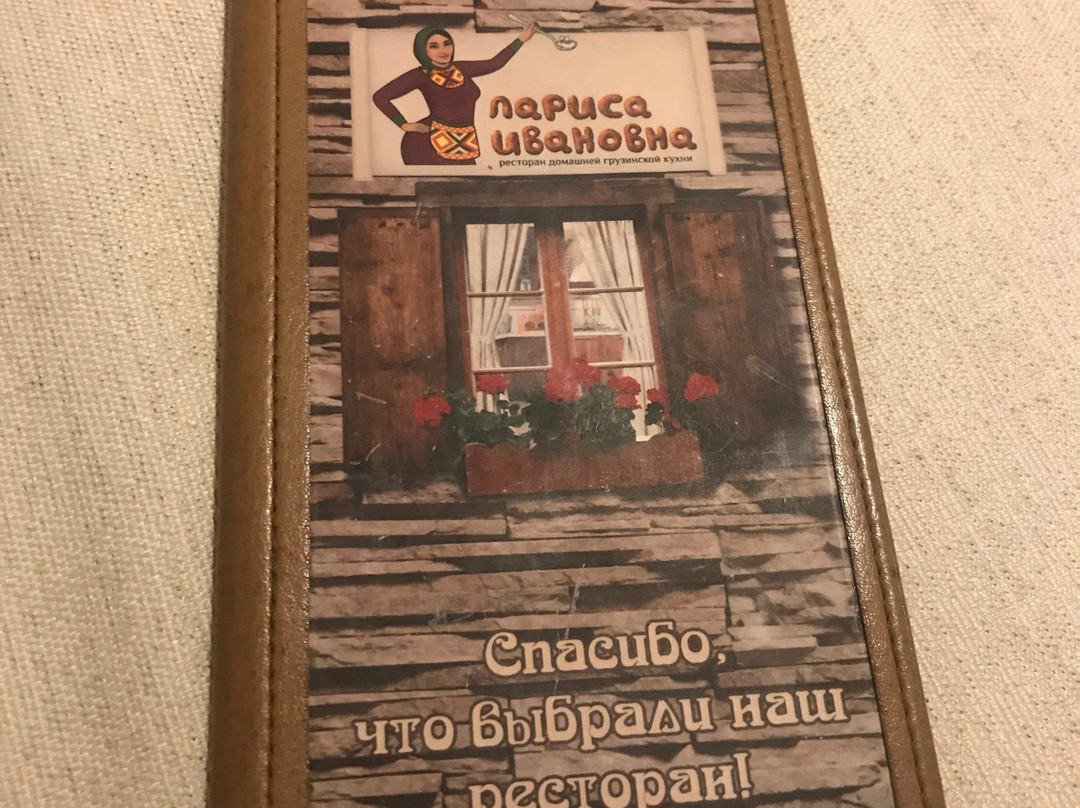 Лариса
Ивановна
ресторан домашней грузинской кухни
Спасибо,
что выбрали наш
ресторан!